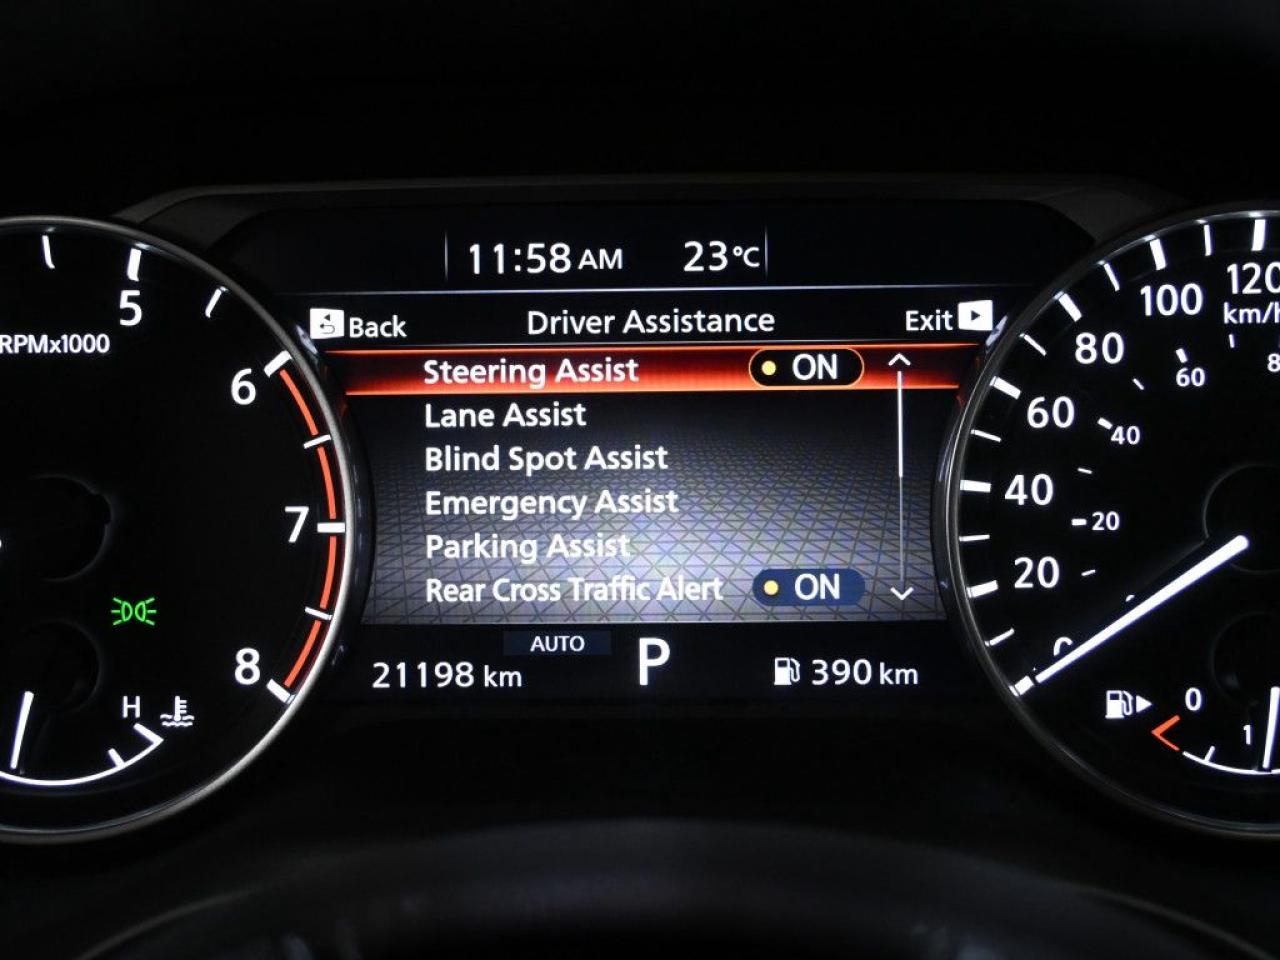 11:58 AM 23°C
Back Driver Assistance Exit
Steering Assist ON
Lane Assist
Blind Spot Assist
Emergency Assist
Parking Assist
Rear Cross Traffic Alert ON
AUTO
21198 km P 390 km
5
RPMx1000
6
7
8
H
120
km/h
100
80
60
40
20
0
8
60
40
20
0
1